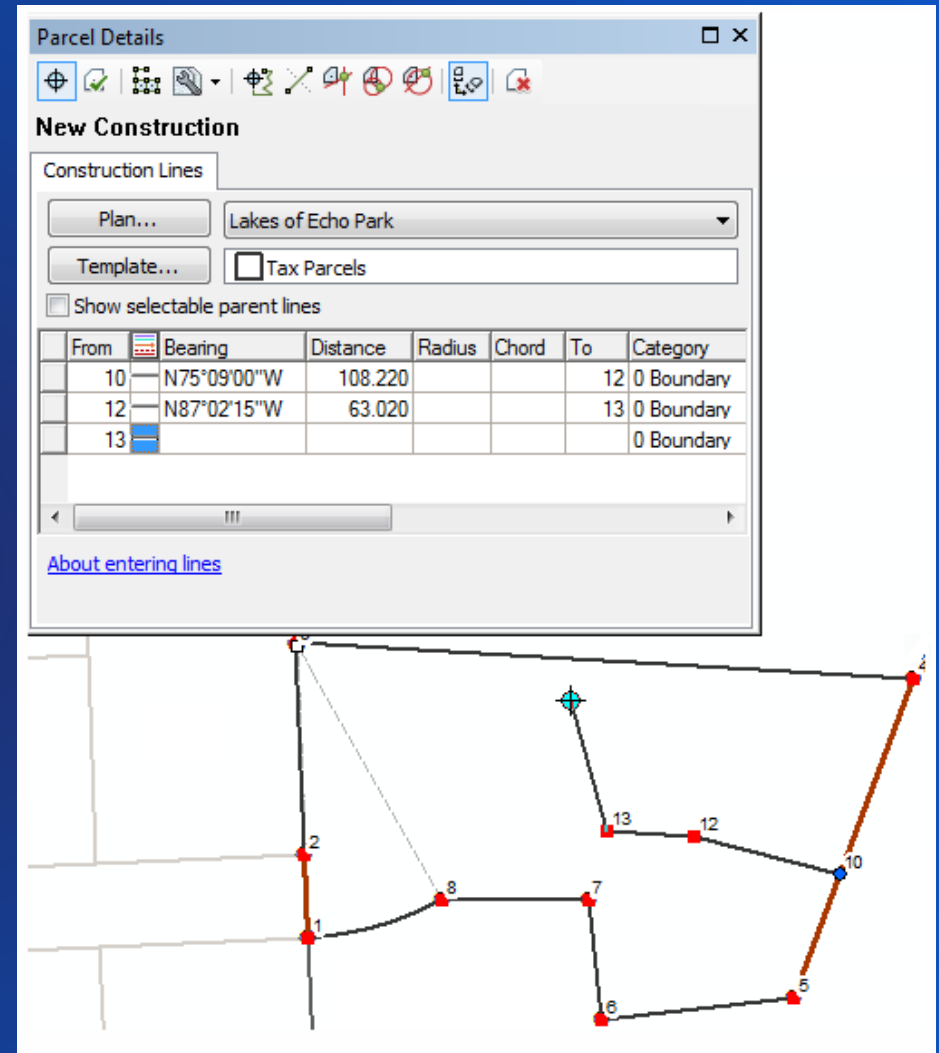 Parcel Details
New Construction
Construction Lines
Plan... Lakes of Echo Park
Template... Tax Parcels
Show selectable parent lines
From Bearing Distance Radius Chord To Category
10 N75°09'00"W 108.220 12 0 Boundary
12 N87°02'15"W 63.020 13 0 Boundary
13 0 Boundary
About entering lines
4
13
12
2
10
8
7
1
5
6